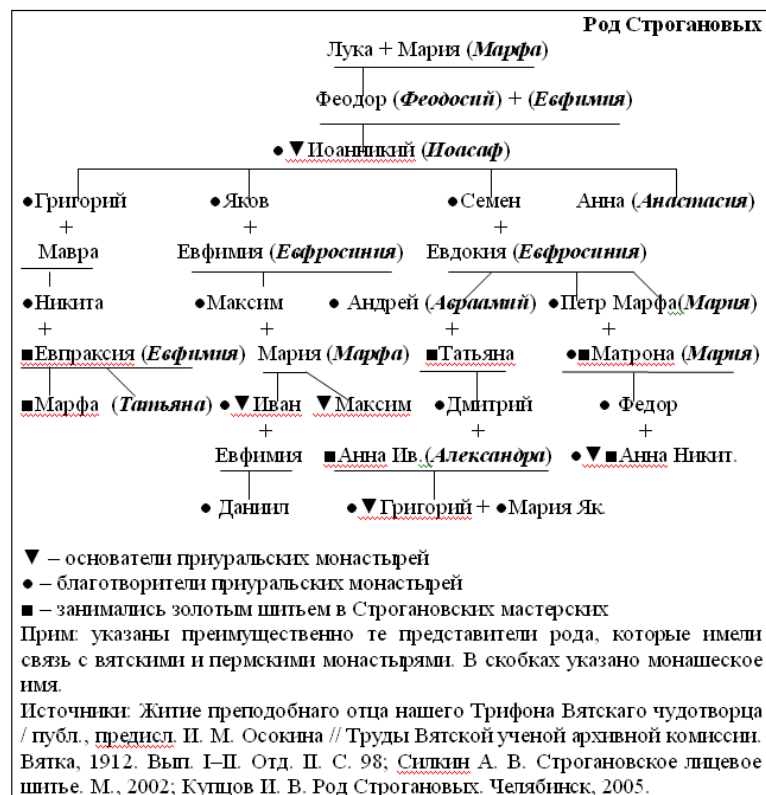 Род Строгановых
Лука + Мария (Марфа)
Феодор (Феодосий) + (Евфимия)
●▼Иоанникий (Иоасаф)
●Григорий ●Яков ●Семен Анна (Анастасия)
+ + +
Мавра Евфимия (Евфросиния) Евдокия (Евфросиния)
●Никита ●Максим ● Андрей (Авраамий) ●Петр Марфа(Мария)
+ + + +
■Евпраксия (Евфимия) Мария (Марфа) ■Татьяна ●■Матрона (Мария)
■Марфа (Татьяна) ●▼Иван ▼Максим ●Дмитрий ● Федор
+ + +
Евфимия ■Анна Ив.(Александра) ●▼■Анна Никит.
● Даниил ●▼Григорий + ●Мария Як.
▼ – основатели приуральских монастырей
● – благотворители приуральских монастырей
■ – занимались золотым шитьем в Строгановских мастерских
Прим: указаны преимущественно те представители рода, которые имели
связь с вятскими и пермскими монастырями. В скобках указано монашеское
имя.
Источники: Житие преподобнаго отца нашего Трифона Вятскаго чудотворца
/ публ., предисл. И. М. Осокина // Труды Вятской ученой архивной комиссии.
Вятка, 1912. Вып. I–II. Отд. II. С. 98; Силкин А. В. Строгановское лицевое
шитье. М., 2002; Купцов И. В. Род Строгановых. Челябинск, 2005.